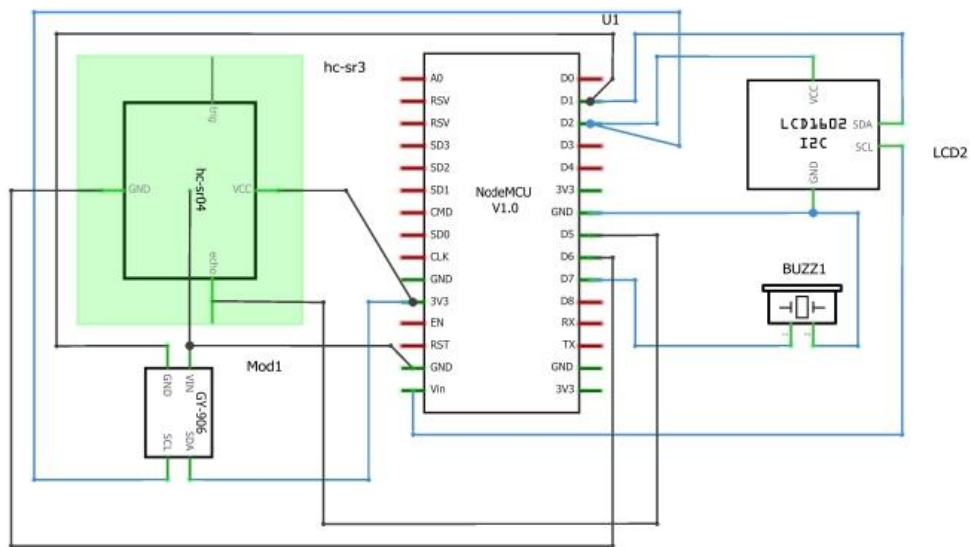 U1
hc-sr3
trig
GND
hc-sr04
VCC
echo
Mod1
GND
VIN
GY-906
SCL
SDA
A0
RSV
RSV
SD3
SD2
SD1
CMD
SD0
CLK
GND
3V3
EN
RST
GND
Vin
NodeMCU
V1.0
D0
D1
D2
D3
D4
3V3
GND
D5
D6
D7
D8
RX
TX
GND
3V3
VCC
LCD1602
I2C
SDA
SCL
GND
LCD2
BUZZ1